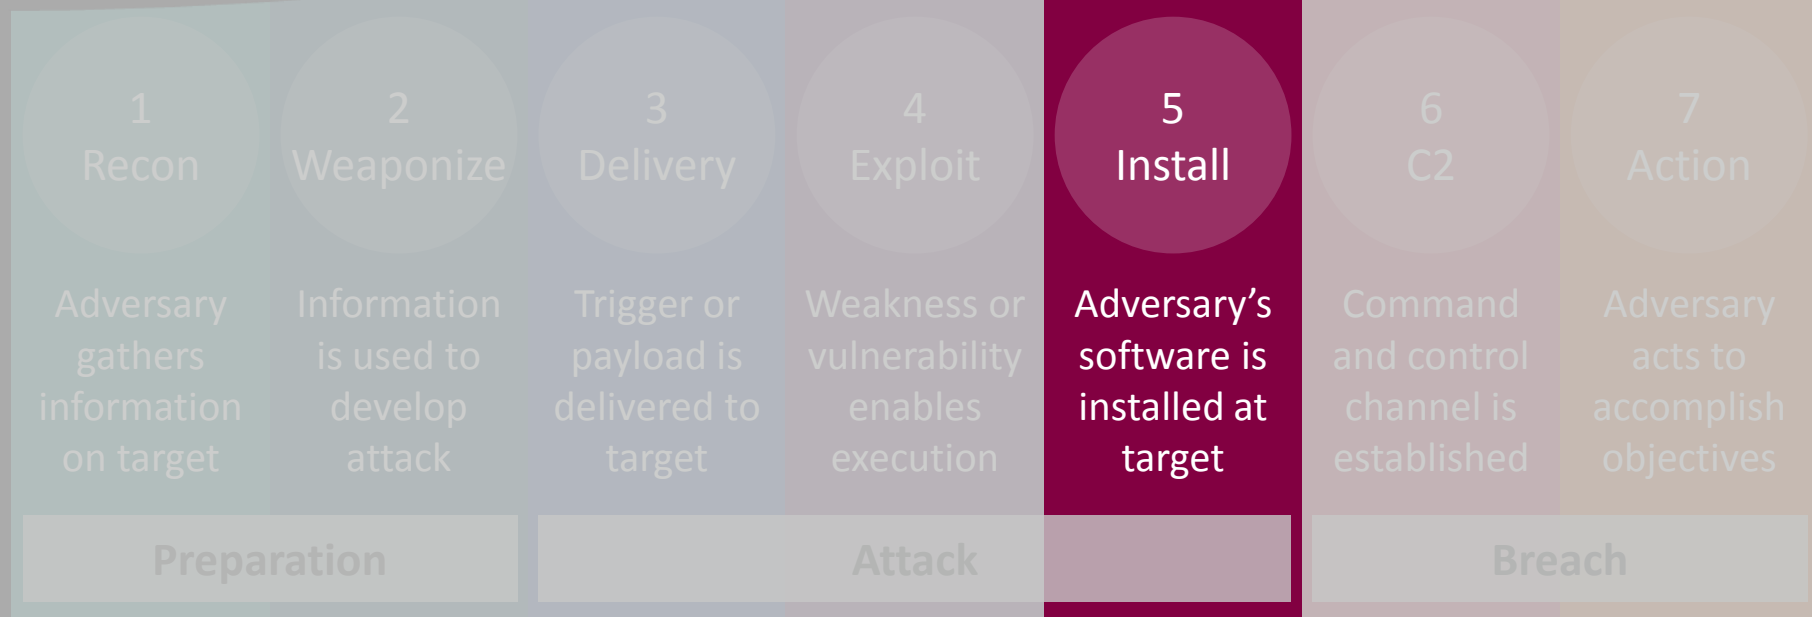 1
Recon
Adversary
gathers
information
on target
2
Weaponize
Information
is used to
develop
attack
3
Delivery
Trigger or
payload is
delivered to
target
4
Exploit
Weakness or
vulnerability
enables
execution
5
Install
Adversary’s
software is
installed at
target
6
C2
Command
and control
channel is
established
7
Action
Adversary
acts to
accomplish
objectives
Preparation
Attack
Breach